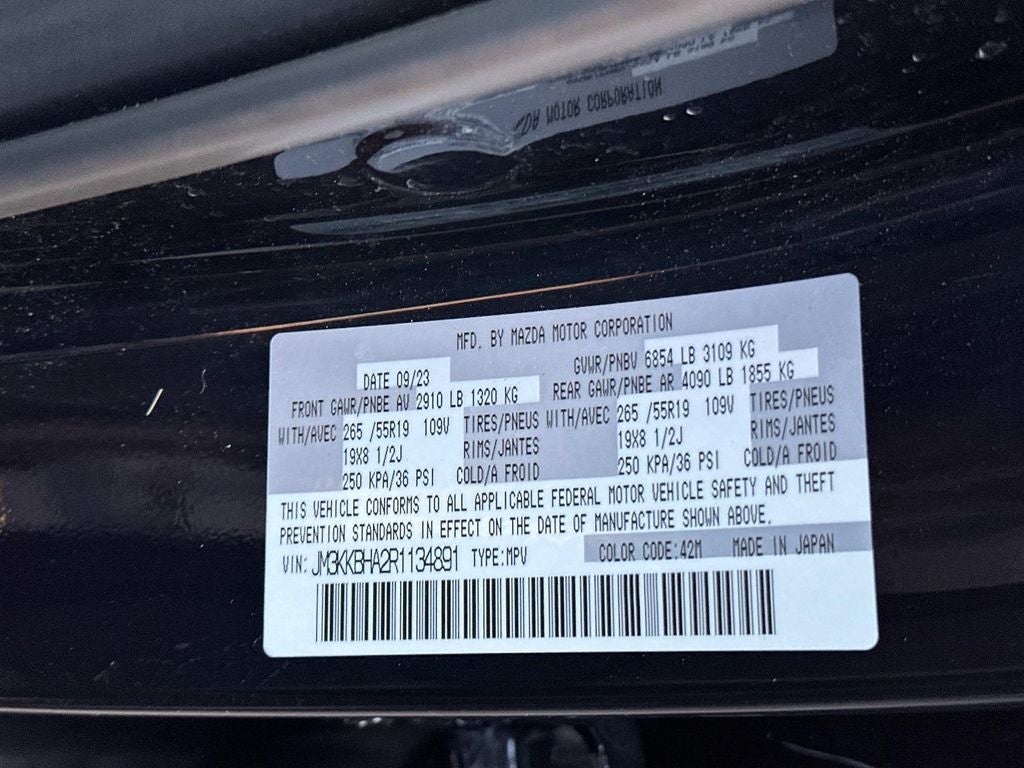 MFD. BY MAZDA MOTOR CORPORATION
DATE 09/23 GVWR/PNBV 6854 LB 3109 KG
FRONT GAWR/PNBE AV 2910 LB 1320 KG REAR GAWR/PNBE AR 4090 LB 1855 KG
WITH/AVEC 265 /55R19 109V TIRES/PNEUS WITH/AVEC 265 /55R19 109V TIRES/PNEUS
19X8 1/2J RIMS/JANTES 19X8 1/2J RIMS/JANTES
250 KPA/36 PSI COLD/A FROID 250 KPA/36 PSI COLD/A FROID
THIS VEHICLE CONFORMS TO ALL APPLICABLE FEDERAL MOTOR VEHICLE SAFETY AND THEFT
PREVENTION STANDARDS IN EFFECT ON THE DATE OF MANUFACTURE SHOWN ABOVE.
VIN: JM3KKBHA2R1134891 TYPE:MPV COLOR CODE:42M MADE IN JAPAN